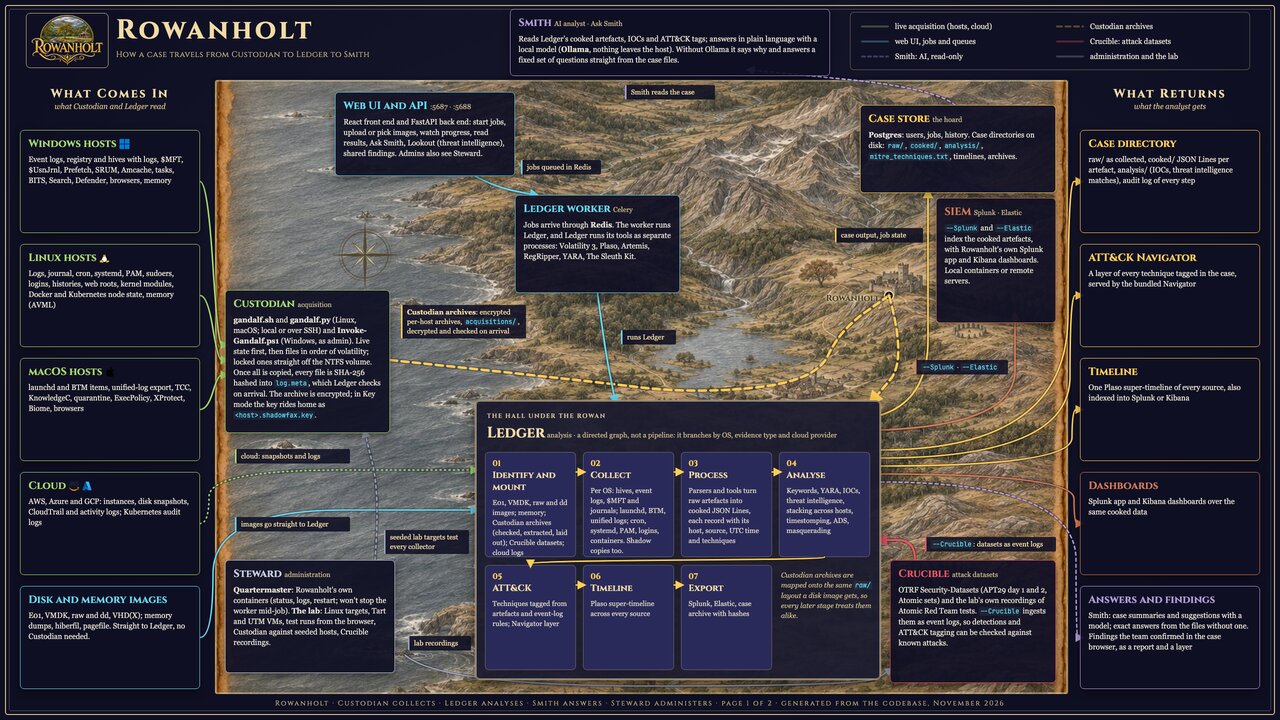 ROWANHOLT
ROWANHOLT
HOW A CASE TRAVELS FROM CUSTODIAN TO LEDGER TO SMITH
SMITH AI analyst · Ask Smith
Reads Ledger's cooked artefacts, IOCs and ATT&CK tags; answers in plain language with a
local model (Ollama, nothing leaves the host). Without Ollama it says why and answers a
fixed set of questions straight from the case files.
live acquisition (hosts, cloud)
web UI, jobs and queues
Smith: AI, read-only
Custodian archives
Crucible: attack datasets
administration and the lab
WHAT COMES IN
what Custodian and Ledger read
WINDOWS HOSTS
Event logs, registry and hives with logs, $MFT,
$UsnJrnl, Prefetch, SRUM, Amcache, tasks,
BITS, Search, Defender, browsers, memory
LINUX HOSTS
Logs, journal, cron, systemd, PAM, sudoers,
logins, histories, web roots, kernel modules,
Docker and Kubernetes node state, memory
(AVML)
MACOS HOSTS
launchd and BTM items, unified-log export, TCC,
KnowledgeC, quarantine, ExecPolicy, XProtect,
Biome, browsers
CLOUD
AWS, Azure and GCP: instances, disk snapshots,
CloudTrail and activity logs; Kubernetes audit
logs
DISK AND MEMORY IMAGES
E01, VMDK, raw and dd, VHD(X); memory
dumps, hiberfil, pagefile. Straight to Ledger, no
Custodian needed.
Smith reads the case
WEB UI AND API :5687 · :5688
React front end and FastAPI back end: start jobs,
upload or pick images, watch progress, read
results, Ask Smith, Lookout (threat intelligence),
shared findings. Admins also see Steward.
jobs queued in Redis
LEDGER WORKER Celery
Jobs arrive through Redis. The worker runs
Ledger, and Ledger runs its tools as separate
processes: Volatility 3, Plaso, Artemis,
RegRipper, YARA, The Sleuth Kit.
CASE STORE the hoard
Postgres: users, jobs, history. Case directories on
disk: raw/, cooked/, analysis/,
mitre_techniques.txt, timelines, archives.
case output, job state
SIEM Splunk · Elastic
--Splunk and --Elastic
index the cooked artefacts,
with Rowanholt's own Splunk
app and Kibana dashboards.
Local containers or remote
servers.
ROWANHOLT
CUSTODIAN acquisition
gandalf.sh and gandalf.py (Linux,
macOS; local or over SSH) and Invoke-
Gandalf.ps1 (Windows, as admin). Live
state first, then files in order of volatility;
locked ones straight off the NTFS volume.
Once all is copied, every file is SHA-256
hashed into log.meta, which Ledger checks
on arrival. The archive is encrypted; in Key
mode the key rides home as
<host>.shadowfax.key.
Custodian archives: encrypted
per-host archives, acquisitions/,
decrypted and checked on arrival
runs Ledger
--Splunk · --Elastic
cloud: snapshots and logs
images go straight to Ledger
seeded lab targets test
every collector
STEWARD administration
Quartermaster: Rowanholt's own
containers (status, logs, restart; won't stop the
worker mid-job). The lab: Linux targets, Tart
and UTM VMs, test runs from the browser,
Custodian against seeded hosts, Crucible
recordings.
lab recordings
THE HALL UNDER THE ROWAN
LEDGER analysis · a directed graph, not a pipeline: it branches by OS, evidence type and cloud provider
01
IDENTIFY AND
MOUNT
E01, VMDK, raw and dd
images; memory;
Custodian archives
(checked, extracted, laid
out); Crucible datasets;
cloud logs
02
COLLECT
Per OS: hives, event
logs, $MFT and
journals; launchd, BTM,
unified logs; cron,
systemd, PAM, logins,
containers. Shadow
copies too.
03
PROCESS
Parsers and tools turn
raw artefacts into
cooked JSON Lines,
each record with its
host, source, UTC time
and techniques
04
ANALYSE
Keywords, YARA, IOCs,
threat intelligence,
stacking across hosts,
timestomping, ADS,
masquerading
05
ATT&CK
Techniques tagged from
artefacts and event-log
rules; Navigator layer
06
TIMELINE
Plaso super-timeline
across every source
07
EXPORT
Splunk, Elastic, case
archive with hashes
Custodian archives are
mapped onto the same raw/
layout a disk image gets, so
every later stage treats them
alike.
--Crucible: datasets as event logs
CRUCIBLE attack datasets
OTRF Security-Datasets (APT29 day 1 and 2,
Atomic sets) and the lab's own recordings of
Atomic Red Team tests. --Crucible ingests
them as event logs, so detections and
ATT&CK tagging can be checked against
known attacks.
WHAT RETURNS
what the analyst gets
CASE DIRECTORY
raw/ as collected, cooked/ JSON Lines per
artefact, analysis/ (IOCs, threat intelligence
matches), audit log of every step
ATT&CK NAVIGATOR
A layer of every technique tagged in the case,
served by the bundled Navigator
TIMELINE
One Plaso super-timeline of every source, also
indexed into Splunk or Kibana
DASHBOARDS
Splunk app and Kibana dashboards over the
same cooked data
ANSWERS AND FINDINGS
Smith: case summaries and suggestions with a
model; exact answers from the files without one.
Findings the team confirmed in the case
browser, as a report and a layer
ROWANHOLT · CUSTODIAN COLLECTS · LEDGER ANALYSES · SMITH ANSWERS · STEWARD ADMINISTERS · PAGE 1 OF 2 · GENERATED FROM THE CODEBASE, NOVEMBER 2026